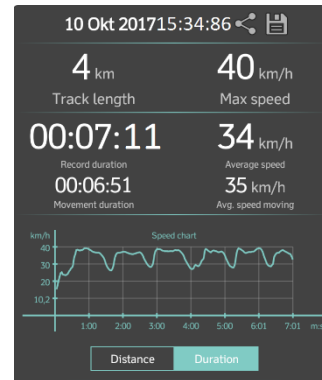 10 Okt 201715:34:86
4 km 40 km/h
Track length Max speed
00:07:11 34 km/h
Record duration Average speed
00:06:51 35 km/h
Movement duration Avg. speed moving
km/h Speed chart
40
30
20
10,2
1:00 2:00 3:00 4:00 5:00 6:01 7:01 m:s
Distance Duration